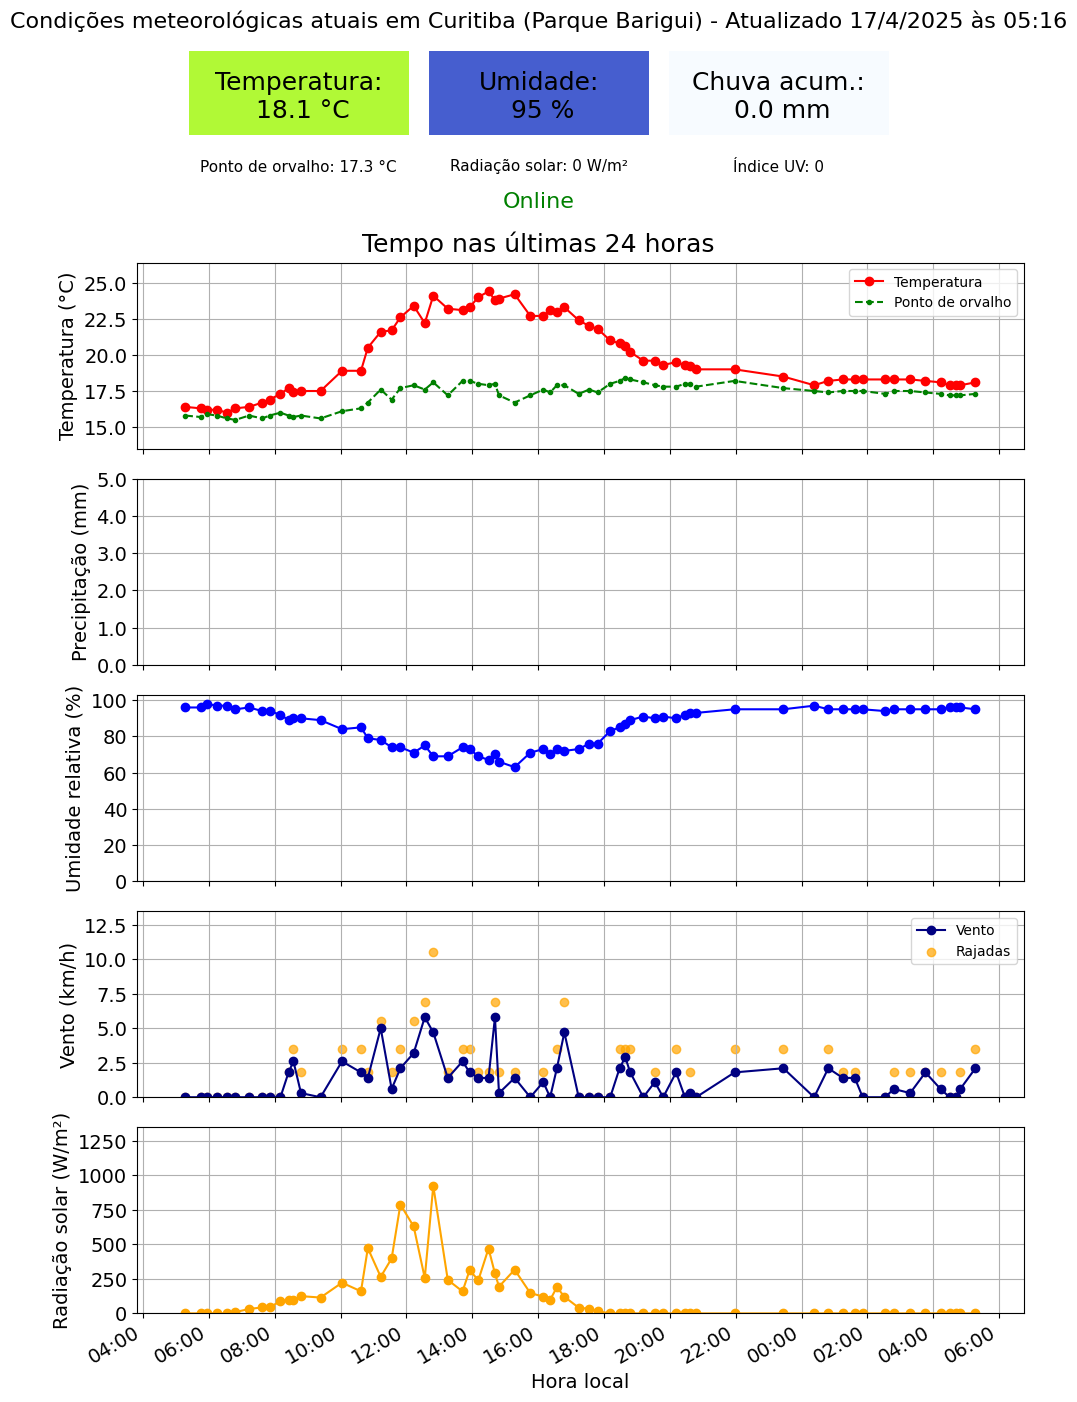 Condições meteorológicas atuais em Curitiba (Parque Barigui) - Atualizado 17/4/2025 às 05:16
Temperatura:
18.1 °C
Umidade:
95 %
Chuva acum.:
0.0 mm
Ponto de orvalho: 17.3 °C
Radiação solar: 0 W/m²
Índice UV: 0
Online
Tempo nas últimas 24 horas
Temperatura (°C)
25.0
22.5
20.0
17.5
15.0
Temperatura
Ponto de orvalho
Precipitação (mm)
5.0
4.0
3.0
2.0
1.0
0.0
Umidade relativa (%)
100
80
60
40
20
0
Vento (km/h)
12.5
10.0
7.5
5.0
2.5
0.0
Vento
Rajadas
Radiação solar (W/m²)
1250
1000
750
500
250
0
04:00
06:00
08:00
10:00
12:00
14:00
16:00
18:00
20:00
22:00
00:00
02:00
04:00
06:00
Hora local